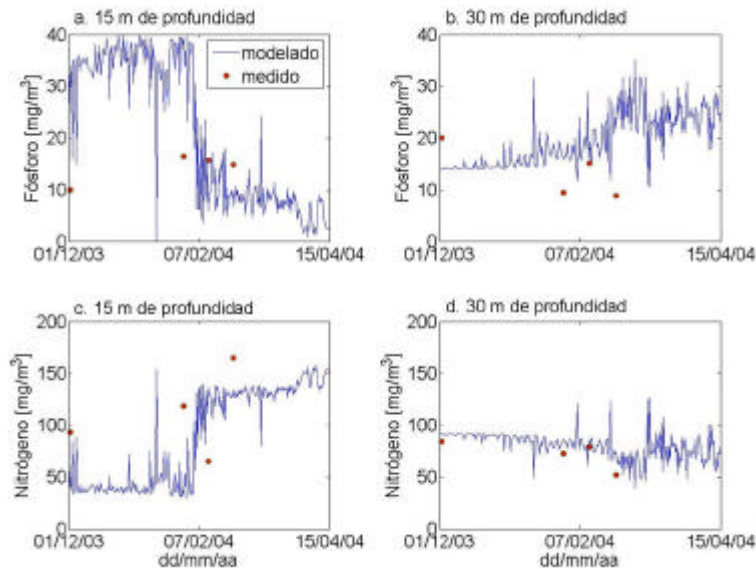 a. 15 m de profundidad
b. 30 m de profundidad
Fósforo [mg/m³]
40
30
20
10
0
modelado
medido
01/12/03
07/02/04
15/04/04
Fósforo [mg/m³]
40
30
20
10
0
01/12/03
07/02/04
15/04/04
c. 15 m de profundidad
d. 30 m de profundidad
Nitrógeno [mg/m³]
200
150
100
50
0
01/12/03
07/02/04
15/04/04
dd/mm/aa
Nitrógeno [mg/m³]
200
150
100
50
0
01/12/03
07/02/04
15/04/04
dd/mm/aa